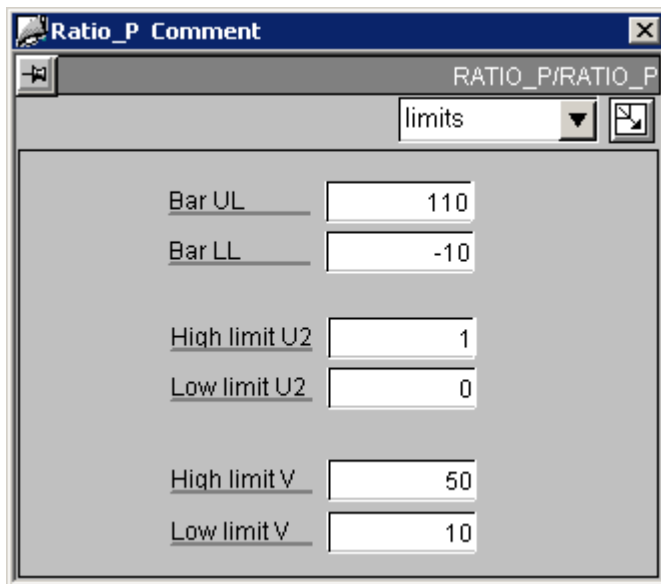 Ratio_P Comment
RATIO_P/RATIO_P
limits
Bar UL 110
Bar LL -10
High limit U2 1
Low limit U2 0
High limit V 50
Low limit V 10